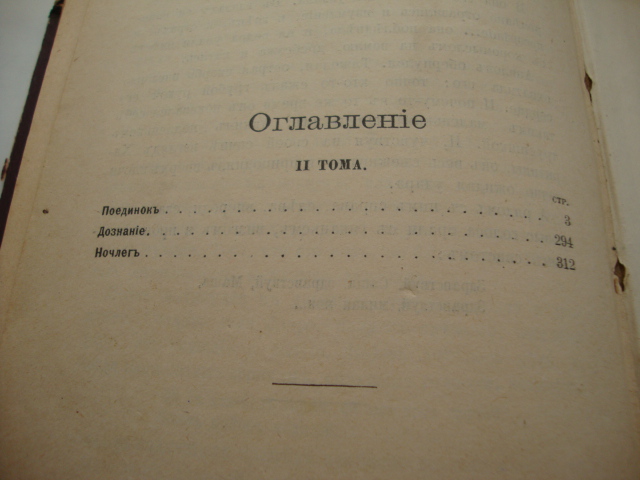 Оглавленіе
II ТОМА.
СТР.
Поединокъ . . . . . . . . . . . . . . . . . . . . . . . . 3
Дознаніе. . . . . . . . . . . . . . . . . . . . . . . . . 294
Ночлегъ . . . . . . . . . . . . . . . . . . . . . . . . . 312